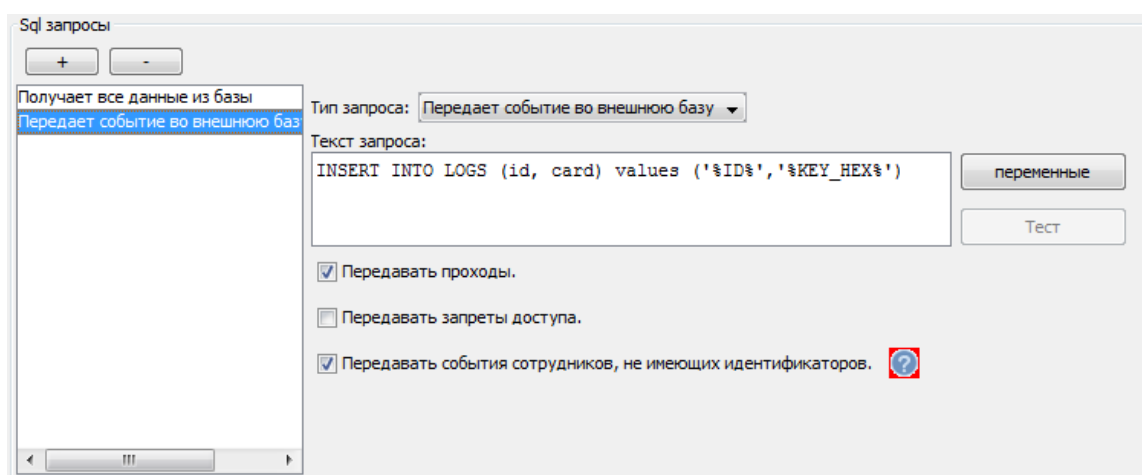 Sql запросы
+
-
Получает все данные из базы
Передает событие во внешнюю баз
Тип запроса: Передает событие во внешнюю базу
Текст запроса:
INSERT INTO LOGS (id, card) values ('%ID%','%KEY_HEX%')
переменные
Тест
Передавать проходы.
Передавать запреты доступа.
Передавать события сотрудников, не имеющих идентификаторов. ?